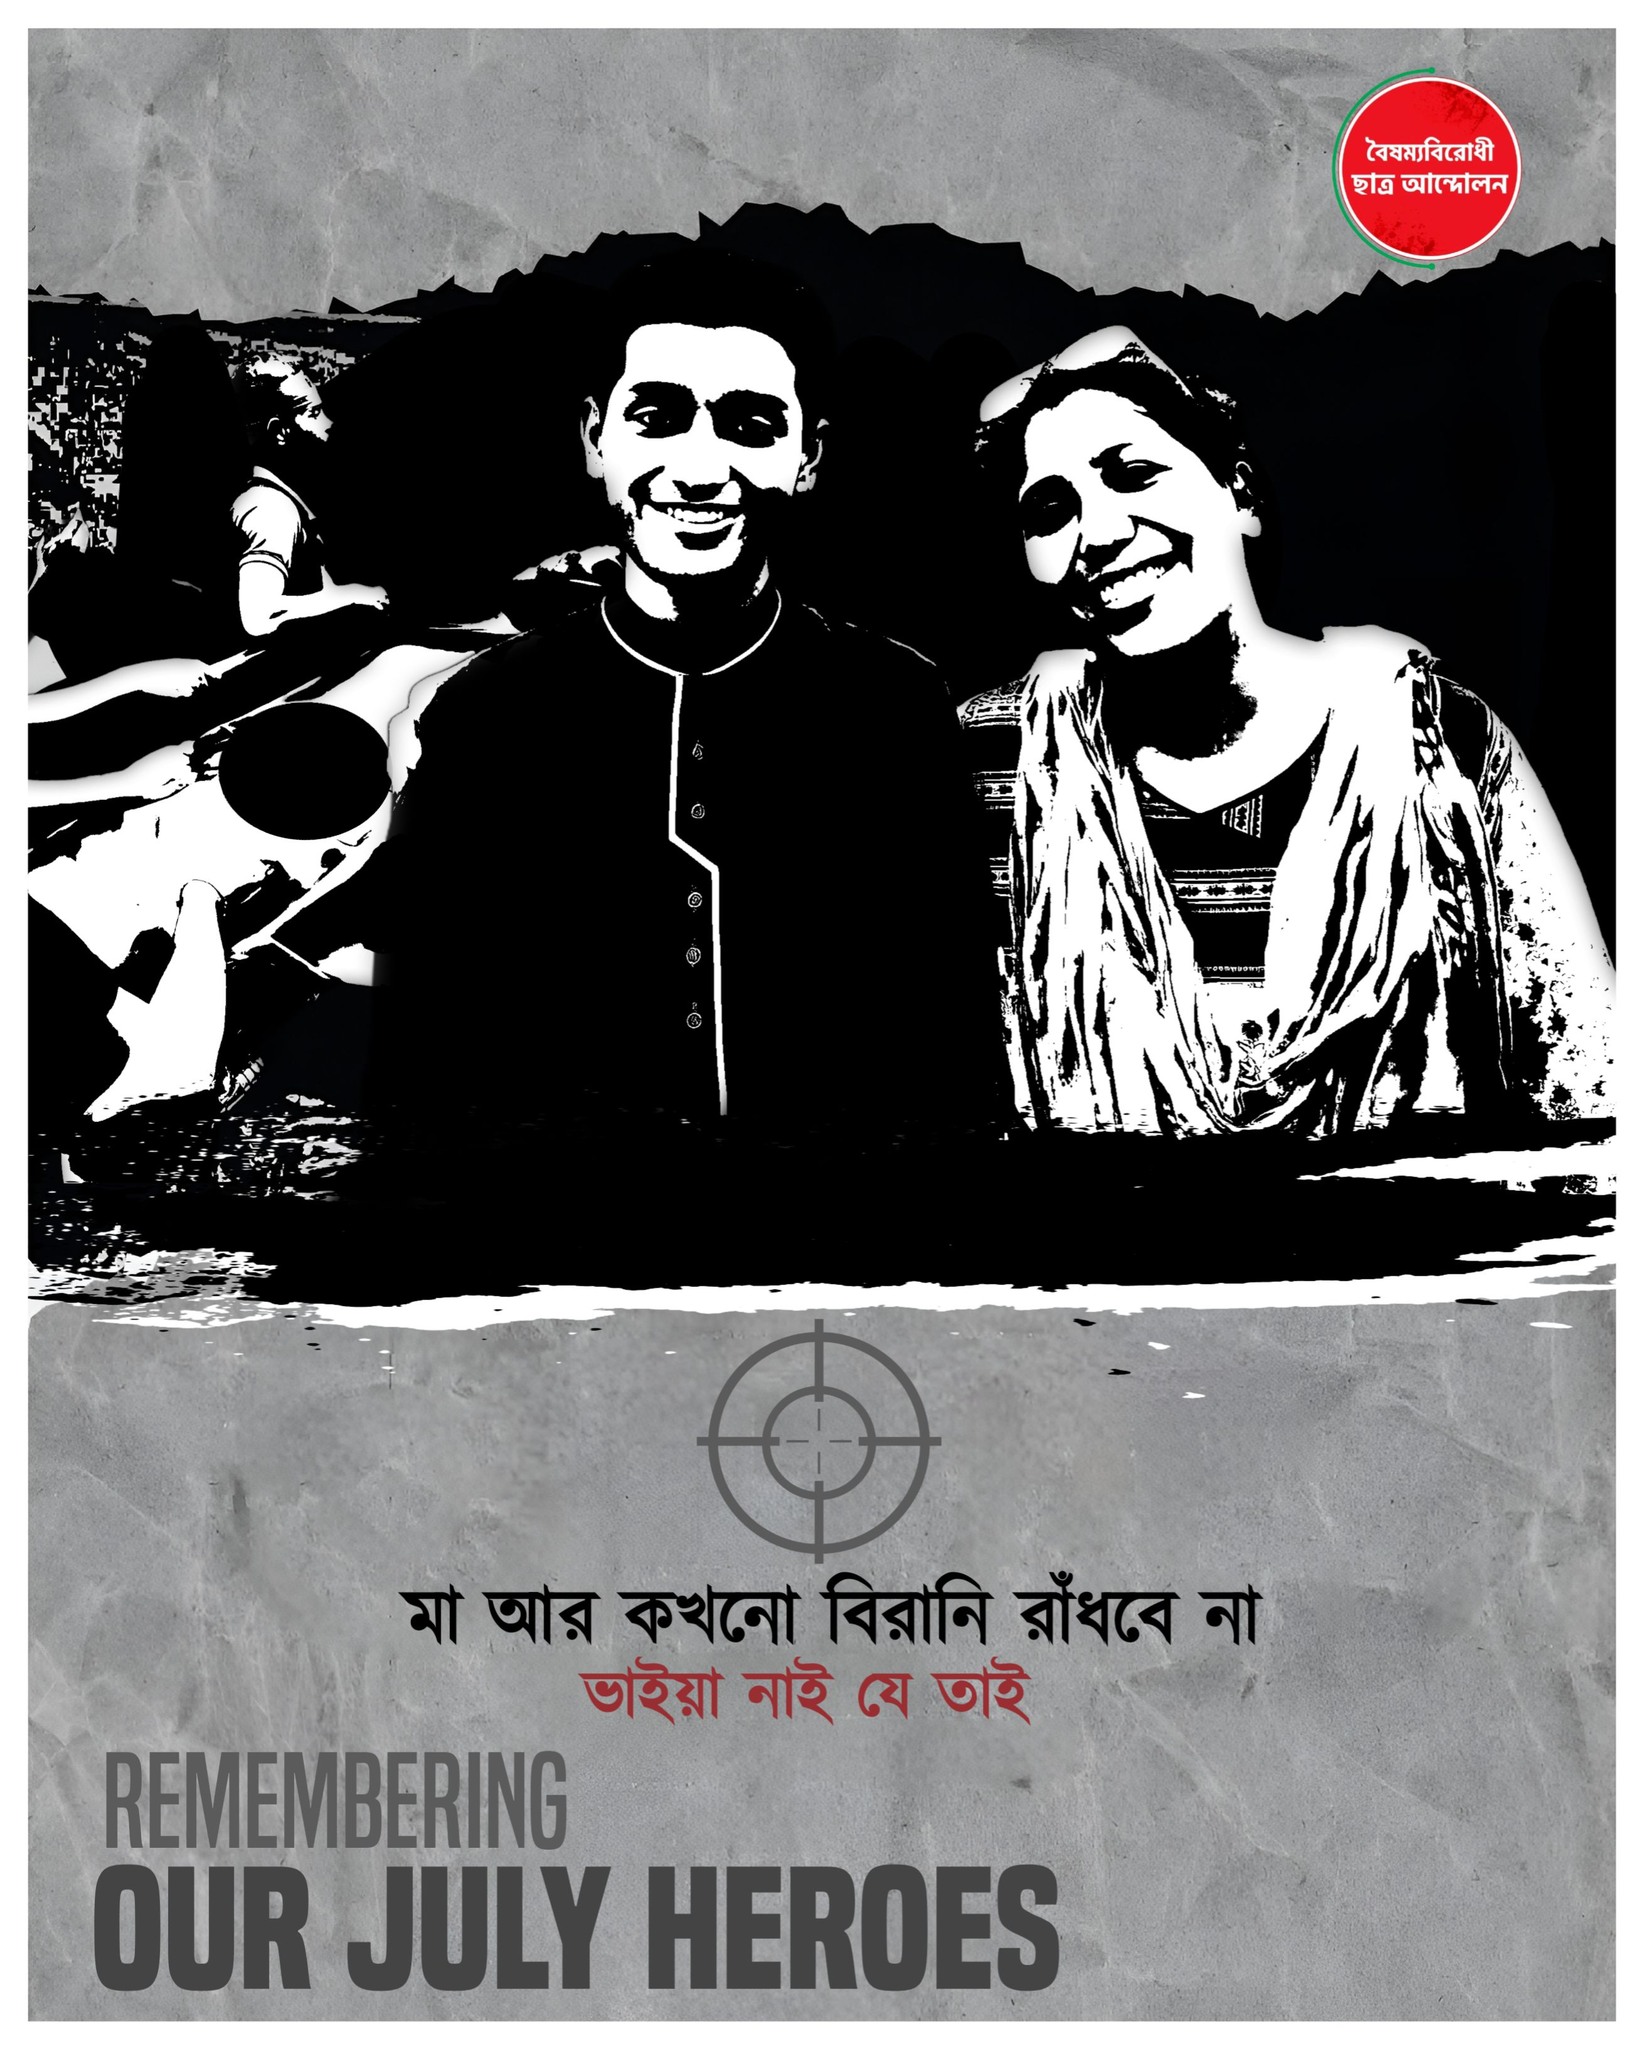 বৈষম্যবিরোধী
ছাত্র আন্দোলন
মা আর কখনো বিরানি রাঁধবে না
ভাইয়া নাই যে তাই
REMEMBERING
OUR JULY HEROES